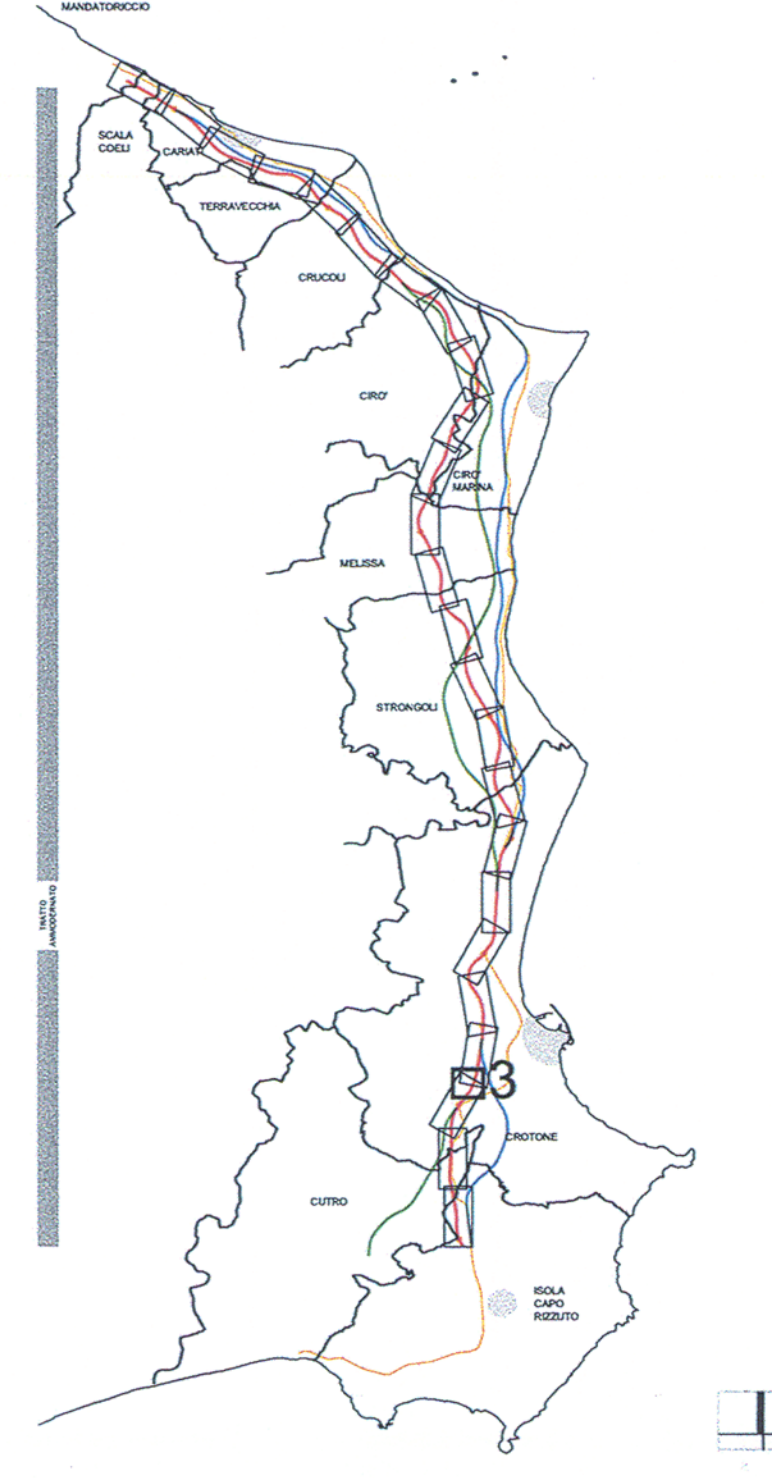 MANDATORICCIO
SCALA
COELI
CARIATI
TERRAVECCHIA
CRUCOLI
CIRO'
CIRO'
MARINA
MELISSA
STRONGOLI
TRATTO
AMMODERNATO
3
CROTONE
CUTRO
ISOLA
CAPO
RIZZUTO